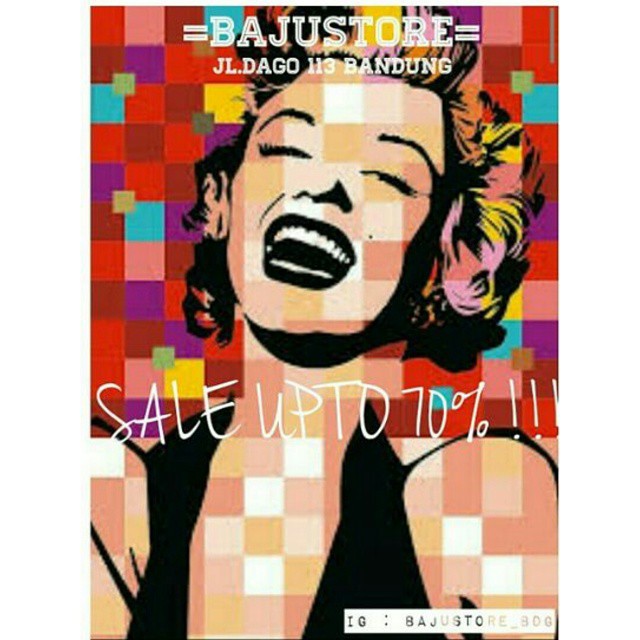 =BAJUSTORE=
JL.DAGO 113 BANDUNG
SALE UPTO 70% !!!
IG : BAJUSTORE_BDG